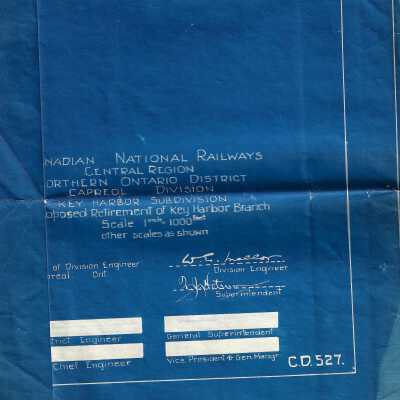 NADIAN NATIONAL RAILWAYS
CENTRAL REGION
ORTHERN ONTARIO DISTRICT
CAPREOL DIVISION
KEY HARBOR SUBDIVISION
oposed Retirement of Key Harbor Branch
Scale 1 inch = 1000 feet
other scales as shown
of Division Engineer
reol Ont
Division Engineer
Superintendent
trict Engineer
General Superintendent
Chief Engineer
Vice President & Gen. Manager
C.D. 527.